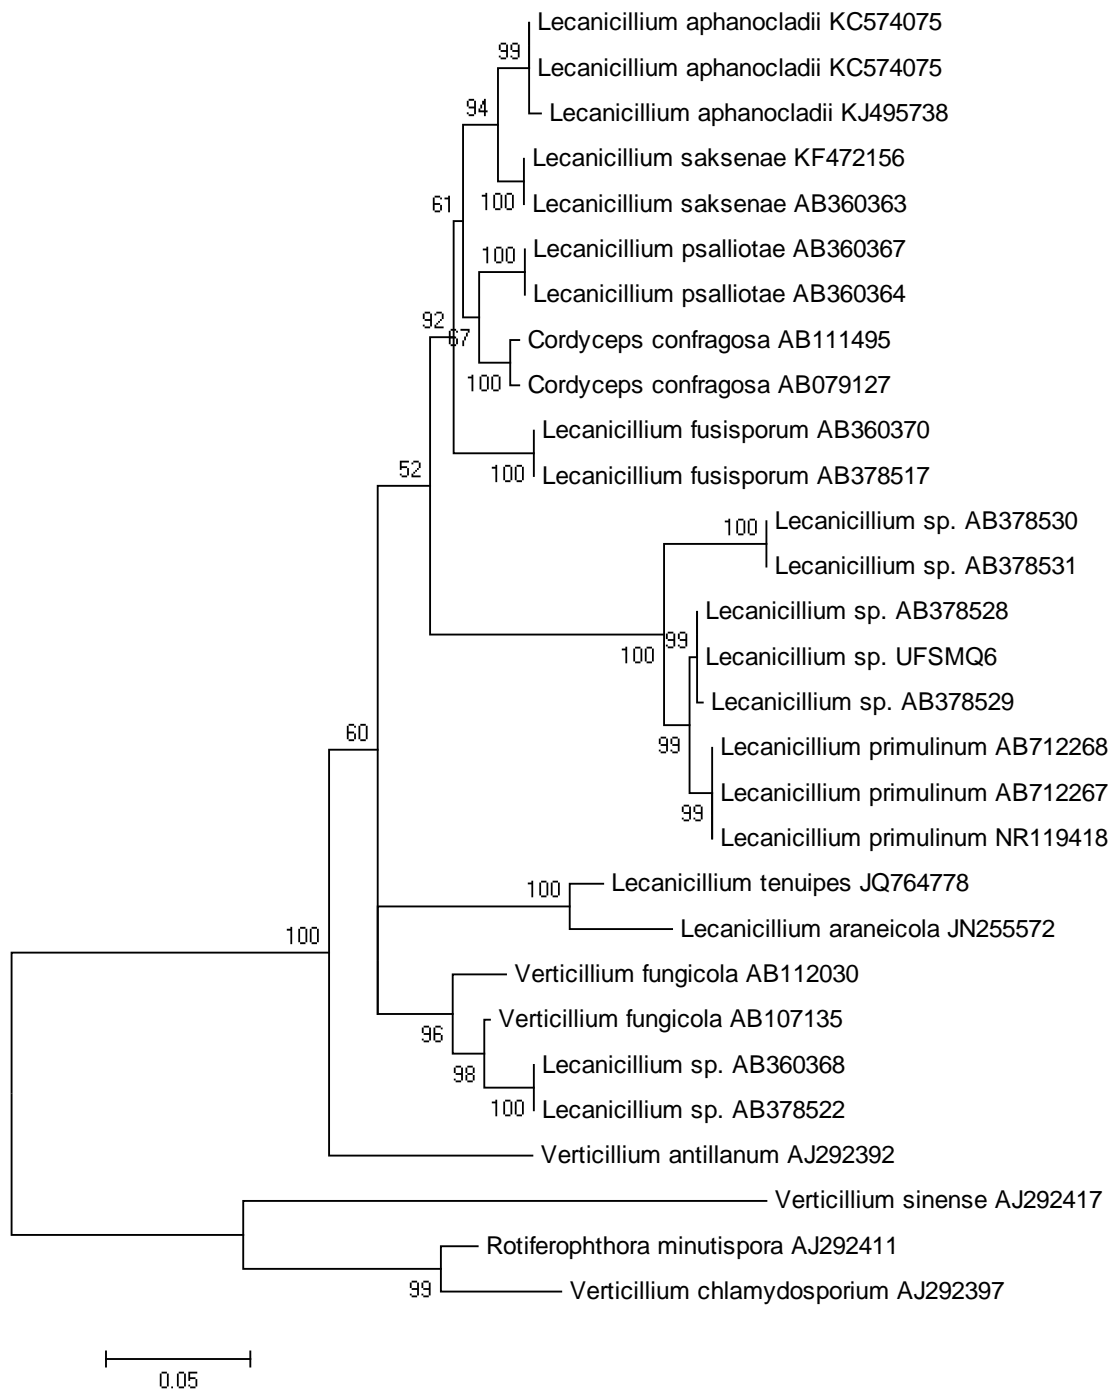 Lecanicillium aphanocladii KC574075
99
Lecanicillium aphanocladii KC574075
94
Lecanicillium aphanocladii KJ495738
Lecanicillium saksenae KF472156
61
100
Lecanicillium saksenae AB360363
100
Lecanicillium psalliotae AB360367
Lecanicillium psalliotae AB360364
92
67
Cordyceps confragosa AB111495
100
Cordyceps confragosa AB079127
Lecanicillium fusisporum AB360370
52
100
Lecanicillium fusisporum AB378517
100
Lecanicillium sp. AB378530
Lecanicillium sp. AB378531
Lecanicillium sp. AB378528
99
100
Lecanicillium sp. UFSMQ6
Lecanicillium sp. AB378529
60
99
Lecanicillium primulinum AB712268
Lecanicillium primulinum AB712267
99
Lecanicillium primulinum NR119418
100
Lecanicillium tenuipes JQ764778
100
Lecanicillium araneicola JN255572
Verticillium fungicola AB112030
96
Verticillium fungicola AB107135
98
Lecanicillium sp. AB360368
100
Lecanicillium sp. AB378522
Verticillium antillanum AJ292392
Verticillium sinense AJ292417
Rotiferophthora minutispora AJ292411
99
Verticillium chlamydosporium AJ292397
0.05